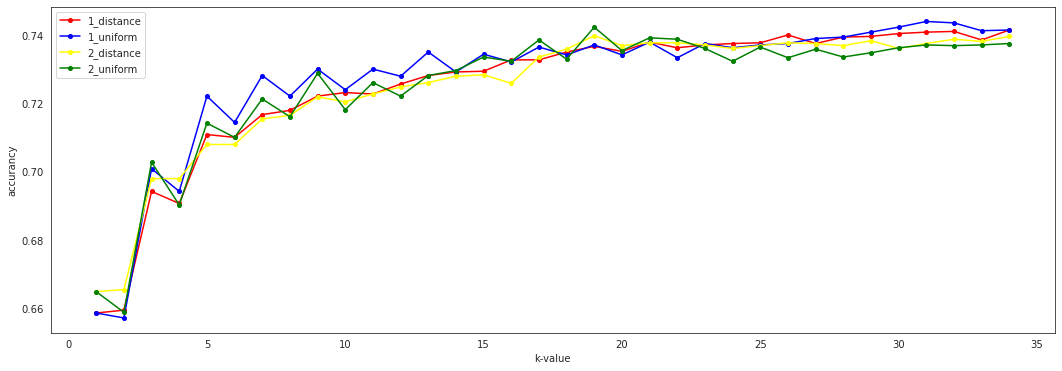 1_distance
1_uniform
2_distance
2_uniform
0.74
0.72
0.70
0.68
0.66
accurancy
0
5
10
15
20
25
30
35
k-value